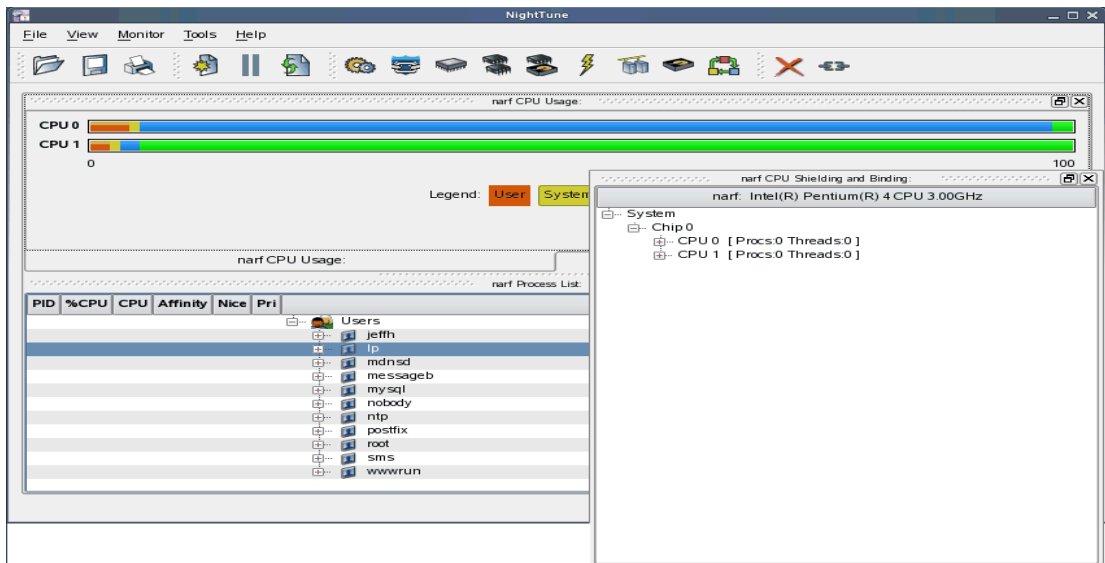 NightTune
File View Monitor Tools Help
narf CPU Usage:
CPU 0
CPU 1
0 100
Legend: User System
narf CPU Usage:
narf Process List:
PID %CPU CPU Affinity Nice Pri
Users
jeffh
lp
mdnsd
messageb
mysql
nobody
ntp
postfix
root
sms
wwwrun
narf CPU Shielding and Binding:
narf: Intel(R) Pentium(R) 4 CPU 3.00GHz
System
Chip 0
CPU 0 [ Procs:0 Threads:0 ]
CPU 1 [ Procs:0 Threads:0 ]